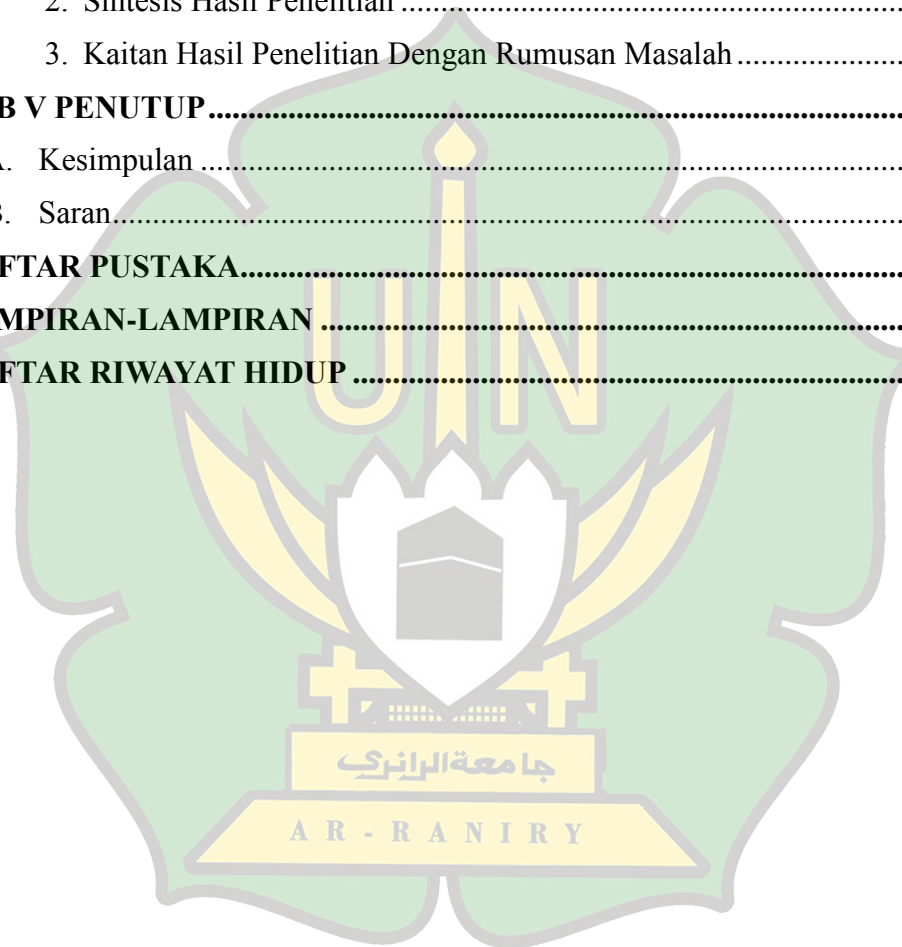 2. Sintesis Hasil Penelitian ........................................................
3. Kaitan Hasil Penelitian Dengan Rumusan Masalah .....................
B V PENUTUP ..............................................................................
A. Kesimpulan ..............................................................................
B. Saran .......................................................................................
FTAR PUSTAKA ..........................................................................
MPIRAN-LAMPIRAN ..................................................................
FTAR RIWAYAT HIDUP ..............................................................
UIN
جامعة الرانري
AR-RANIRY